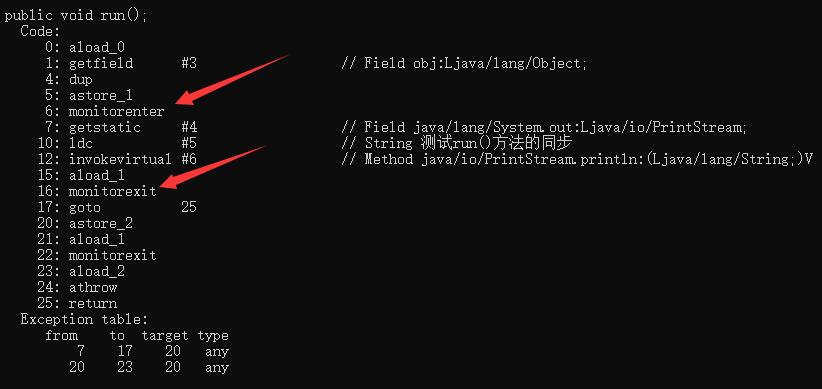 public void run();
Code:
0: aload_0
1: getfield #3 // Field obj:Ljava/lang/Object;
4: dup
5: astore_1
6: monitorenter
7: getstatic #4 // Field java/lang/System.out:Ljava/io/PrintStream;
10: ldc #5 // String 测试run()方法的同步
12: invokevirtual #6 // Method java/io/PrintStream.println:(Ljava/lang/String;)V
15: aload_1
16: monitorexit
17: goto 25
20: astore_2
21: aload_1
22: monitorexit
23: aload_2
24: athrow
25: return
Exception table:
from to target type
7 17 20 any
20 23 20 any